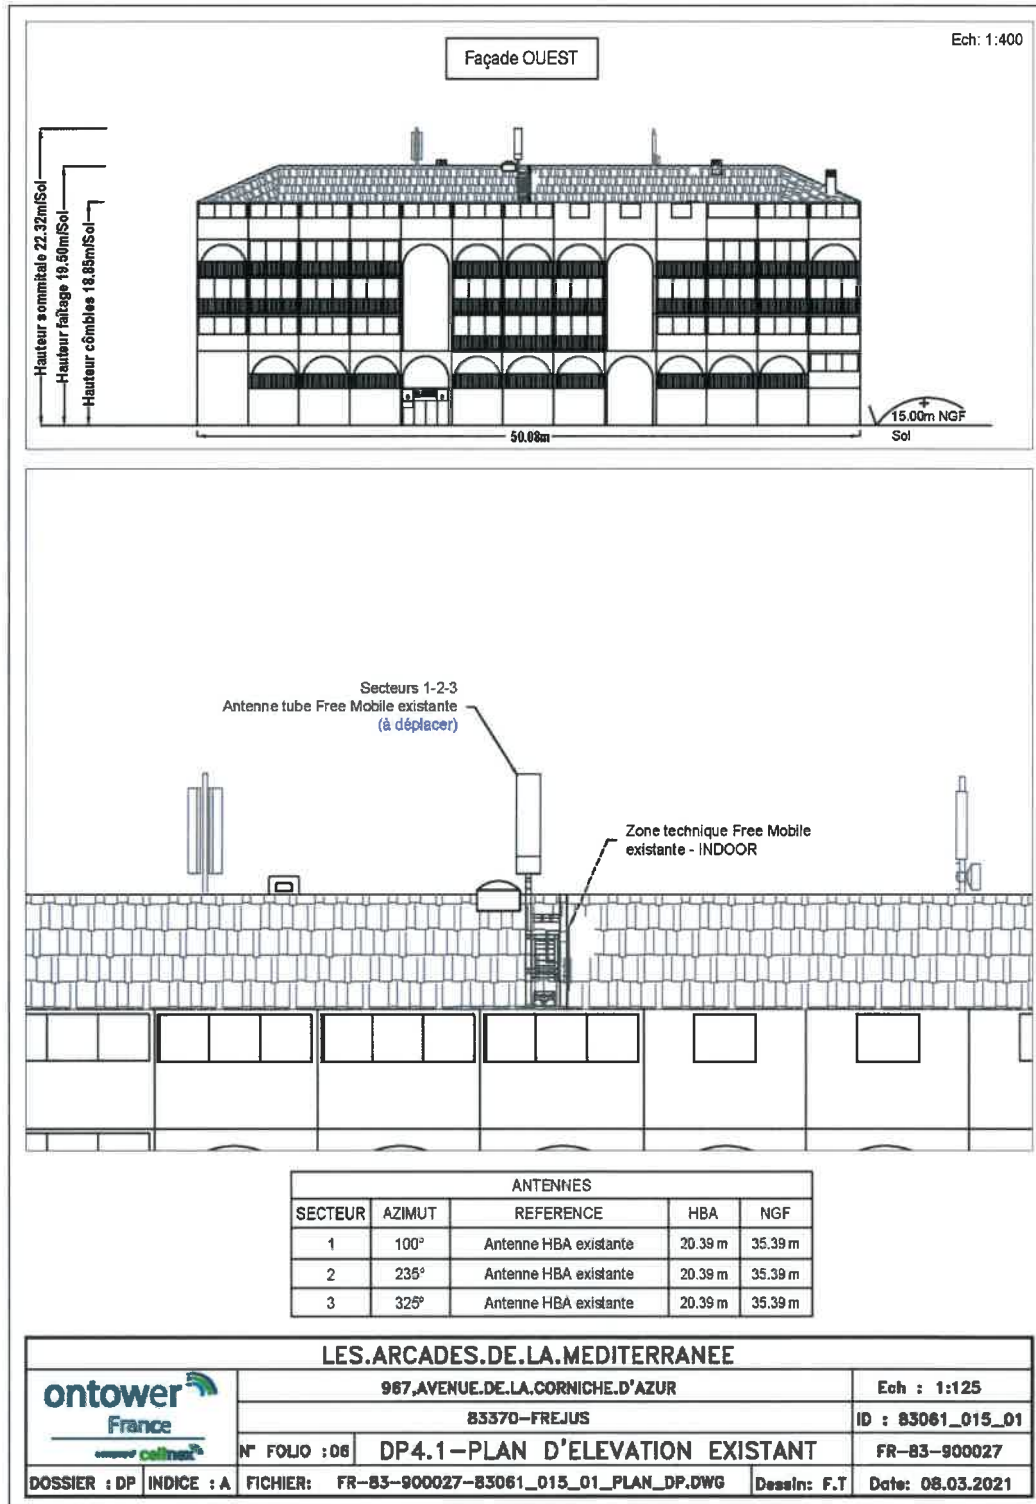 Façade OUEST
Ech: 1:400
Hauteur sommitale 22.32m/Sol
Hauteur faîtage 19.50m/Sol
Hauteur cômbles 16.85m/Sol
50.08m
15.00m NGF
Sol
Secteurs 1-2-3
Antenne tube Free Mobile existante
(à déplacer)
Zone technique Free Mobile
existante - INDOOR
ANTENNES
SECTEUR AZIMUT REFERENCE HBA NGF
1 100° Antenne HBA existante 20.39 m 35.39 m
2 235° Antenne HBA existante 20.39 m 35.39 m
3 325° Antenne HBA existante 20.39 m 35.39 m
LES.ARCADES.DE.LA.MEDITERRANEE
ontower
France
cellnex
967,AVENUE.DE.LA.CORNICHE.D'AZUR
Ech : 1:125
83370-FREJUS
ID : 83061_015_01
N° FOLIO :06
DP4.1-PLAN D'ELEVATION EXISTANT
FR-83-900027
DOSSIER : DP INDICE : A FICHIER: FR-83-900027-83061_015_01_PLAN_DP.DWG Dessin: F.T Date: 08.03.2021